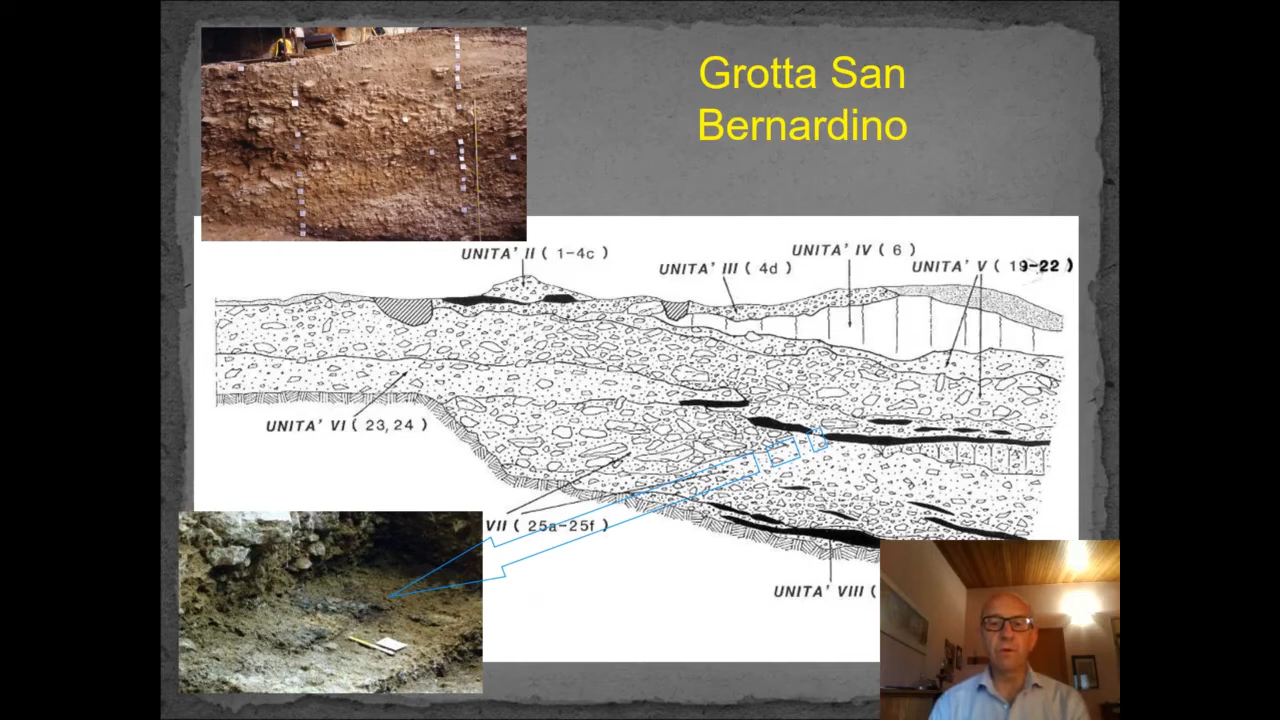 Grotta San
Bernardino
UNITA' II ( 1-4c )
UNITA' III ( 4d )
UNITA' IV ( 6 )
UNITA' V ( 19-22 )
UNITA' VI ( 23, 24 )
VII ( 25a-25f )
UNITA' VIII (